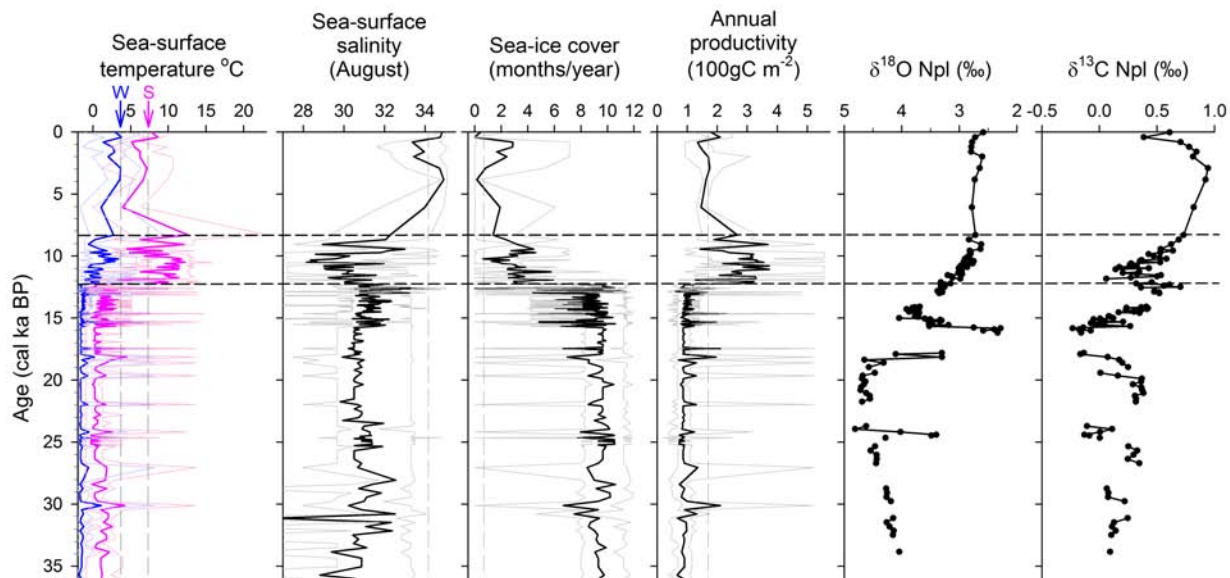 Sea-surface
temperature °C
W S
0 5 10 15 20
Sea-surface
salinity
(August)
28 30 32 34
Sea-ice cover
(months/year)
0 2 4 6 8 10 12
Annual
productivity
(100gC m-2)
0 1 2 3 4 5
δ18O Npl (‰)
5 4 3 2
δ13C Npl (‰)
-0.5 0.0 0.5 1.0
Age (cal ka BP)
0
5
10
15
20
25
30
35